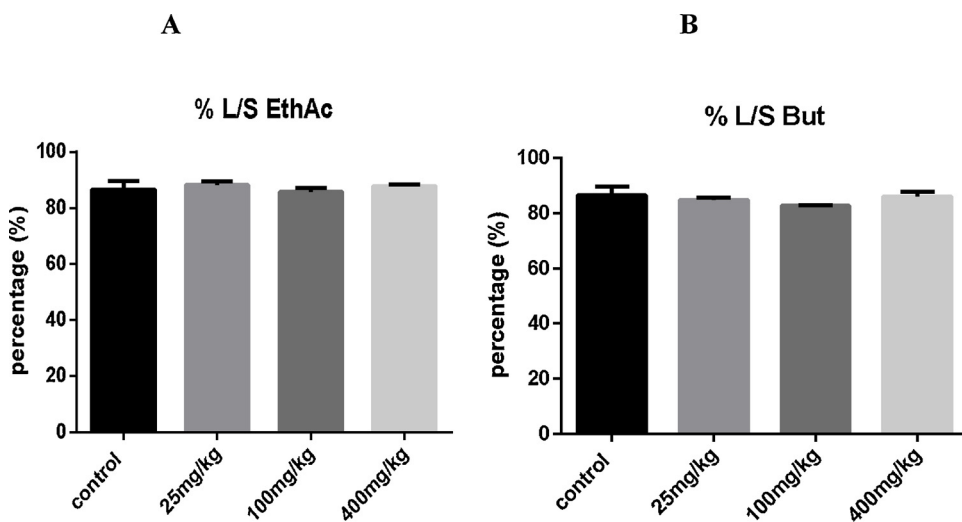 A
% L/S EthAc
percentage (%)
100
80
60
40
20
0
control
25mg/kg
100mg/kg
400mg/kg
B
% L/S But
percentage (%)
100
80
60
40
20
0
control
25mg/kg
100mg/kg
400mg/kg